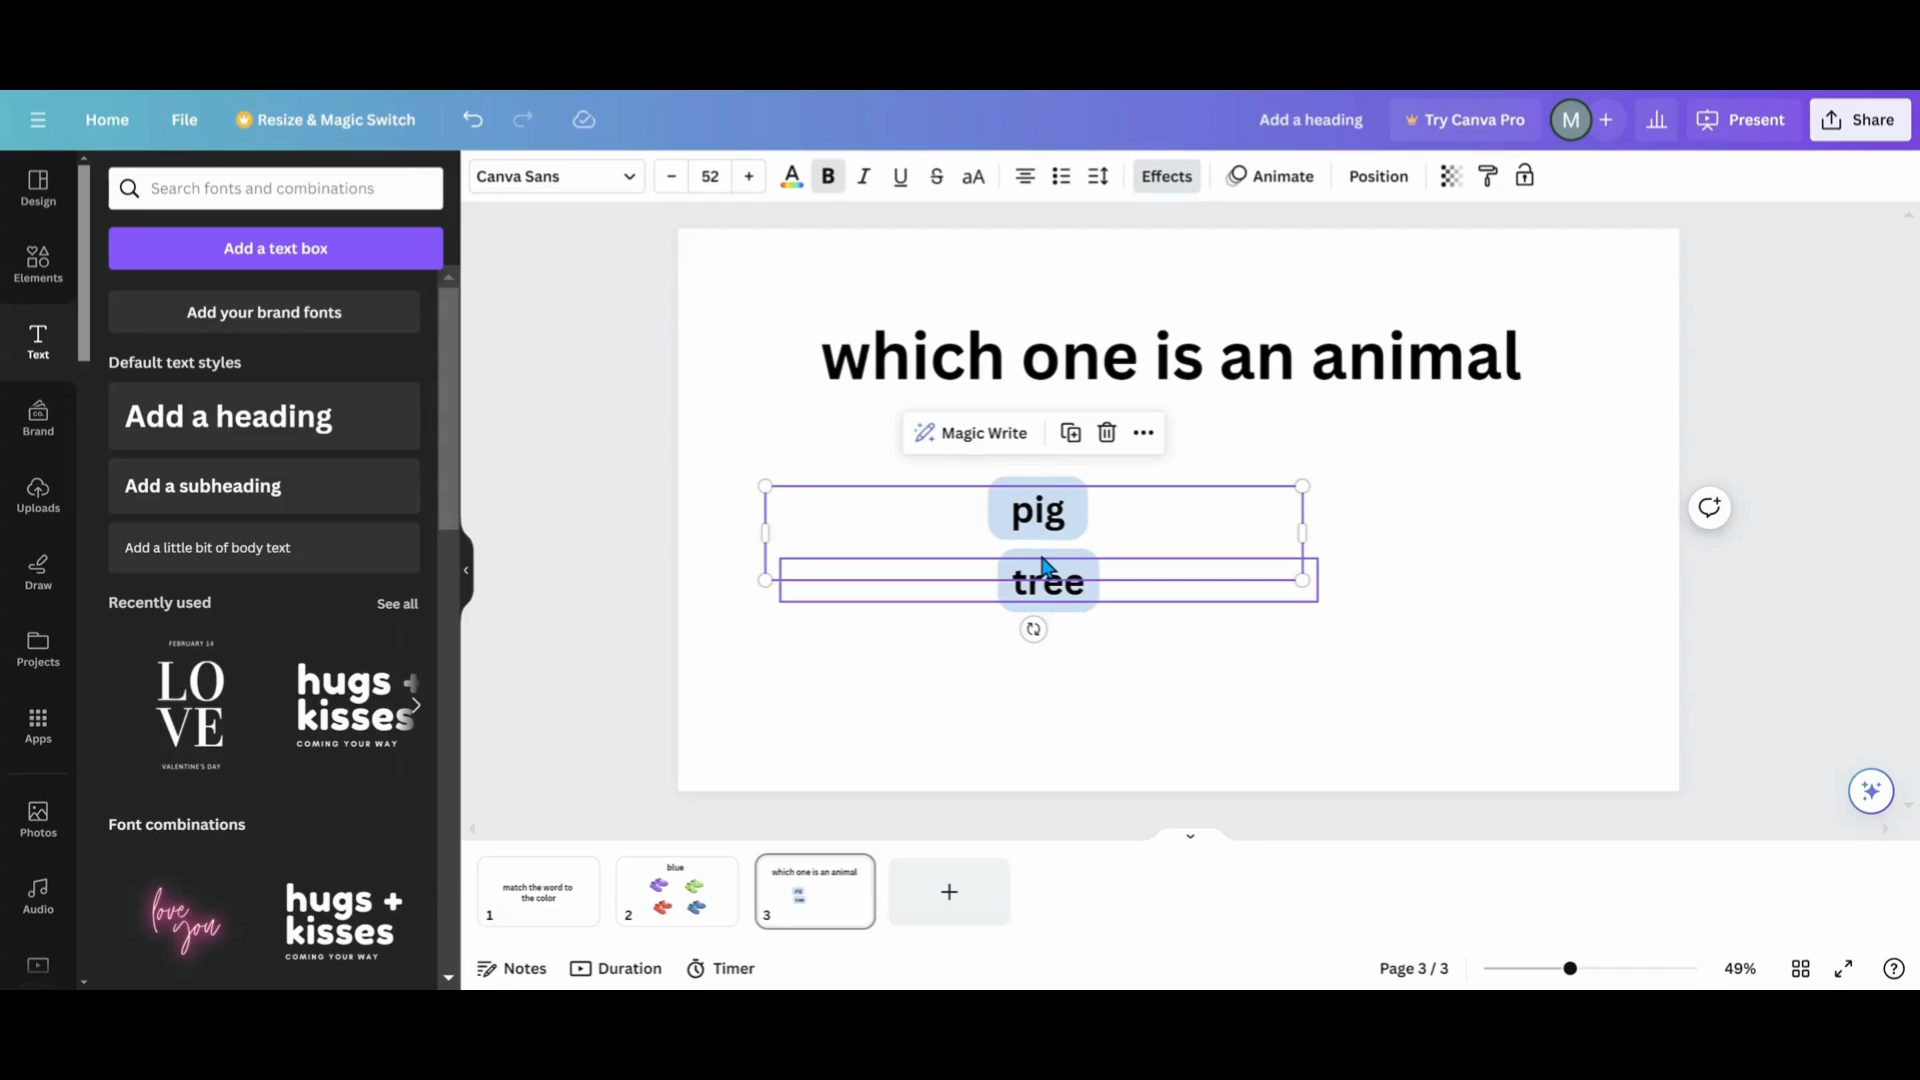 Home File Resize & Magic Switch Add a heading Try Canva Pro M Present Share
Canva Sans 52 B I U S aA Effects Animate Position
Design
Elements
Text
Brand
Uploads
Draw
Projects
Apps
Photos
Audio
Search fonts and combinations
Add a text box
Add your brand fonts
Default text styles
Add a heading
Add a subheading
Add a little bit of body text
Recently used See all
FEBRUARY 14
LO
VE
VALENTINE'S DAY
hugs +
kisses
COMING YOUR WAY
Font combinations
love
you
hugs +
kisses
COMING YOUR WAY
which one is an animal
Magic Write
pig
tree
match the word to
the color
1
blue
2
which one is an animal
pig
tree
3
Notes Duration Timer Page 3 / 3 49%